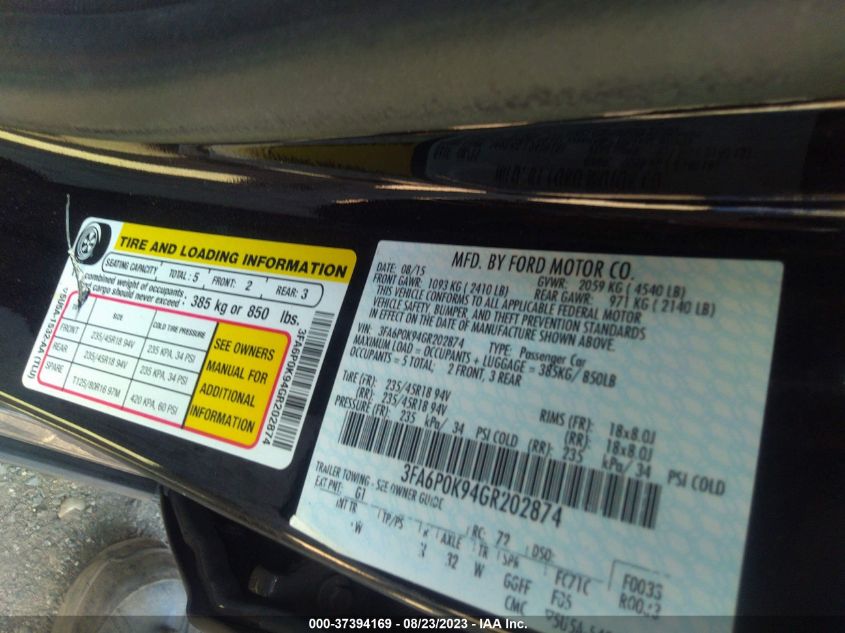 TIRE AND LOADING INFORMATION
SEATING CAPACITY TOTAL: 5 FRONT: 2 REAR: 3
combined weight of occupants
cargo should never exceed: 385 kg or 850 lbs.
SIZE COLD TIRE PRESSURE
FRONT 235/45R18 94V 235 KPA, 34 PSI
REAR 235/45R18 94V 235 KPA, 34 PSI
SPARE T125/80R18 97M 420 KPA, 60 PSI
SEE OWNERS
MANUAL FOR
ADDITIONAL
INFORMATION
3FA6P0K94GR202874
MFD. BY FORD MOTOR CO.
DATE: 08/15 GVWR: 2059 KG (4540 LB)
FRONT GAWR: 1093 KG (2410 LB) REAR GAWR: 971 KG (2140 LB)
THIS VEHICLE CONFORMS TO ALL APPLICABLE FEDERAL MOTOR
VEHICLE SAFETY, BUMPER, AND THEFT PREVENTION STANDARDS
IN EFFECT ON THE DATE OF MANUFACTURE SHOWN ABOVE.
VIN: 3FA6P0K94GR202874 TYPE: Passenger Car
MAXIMUM LOAD = OCCUPANTS + LUGGAGE = 385KG/850LB
OCCUPANTS = 5 TOTAL: 2 FRONT, 3 REAR
TIRE (FR): 235/45R18 94V RIMS (FR): 18x8.0J
(RR): 235/45R18 94V (RR): 18x8.0J
PRESSURE (FR): 235 kPa/ 34 PSI COLD (RR): 235 kPa/ 34 PSI COLD
3FA6P0K94GR202874
TRAILER TOWING - SEE OWNER GUIDE
EXT PNT: G1 RC: 72 DSO:
INT TR TP/PS R AXLE TR SPR
W 32 W GGFF
000-37394169 - 08/23/2023 - IAA Inc.